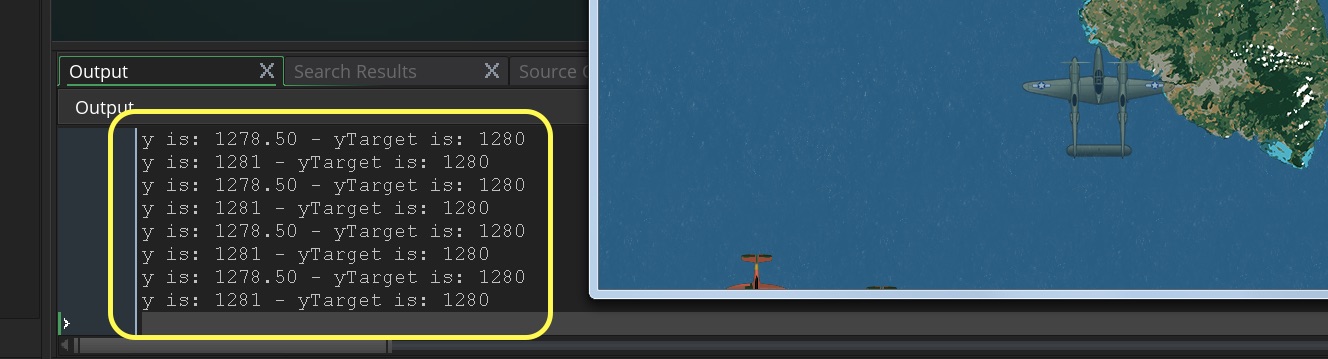 Output
Search Results
Source
Output
y is: 1278.50 - yTarget is: 1280
y is: 1281 - yTarget is: 1280
y is: 1278.50 - yTarget is: 1280
y is: 1281 - yTarget is: 1280
y is: 1278.50 - yTarget is: 1280
y is: 1281 - yTarget is: 1280
y is: 1278.50 - yTarget is: 1280
y is: 1281 - yTarget is: 1280